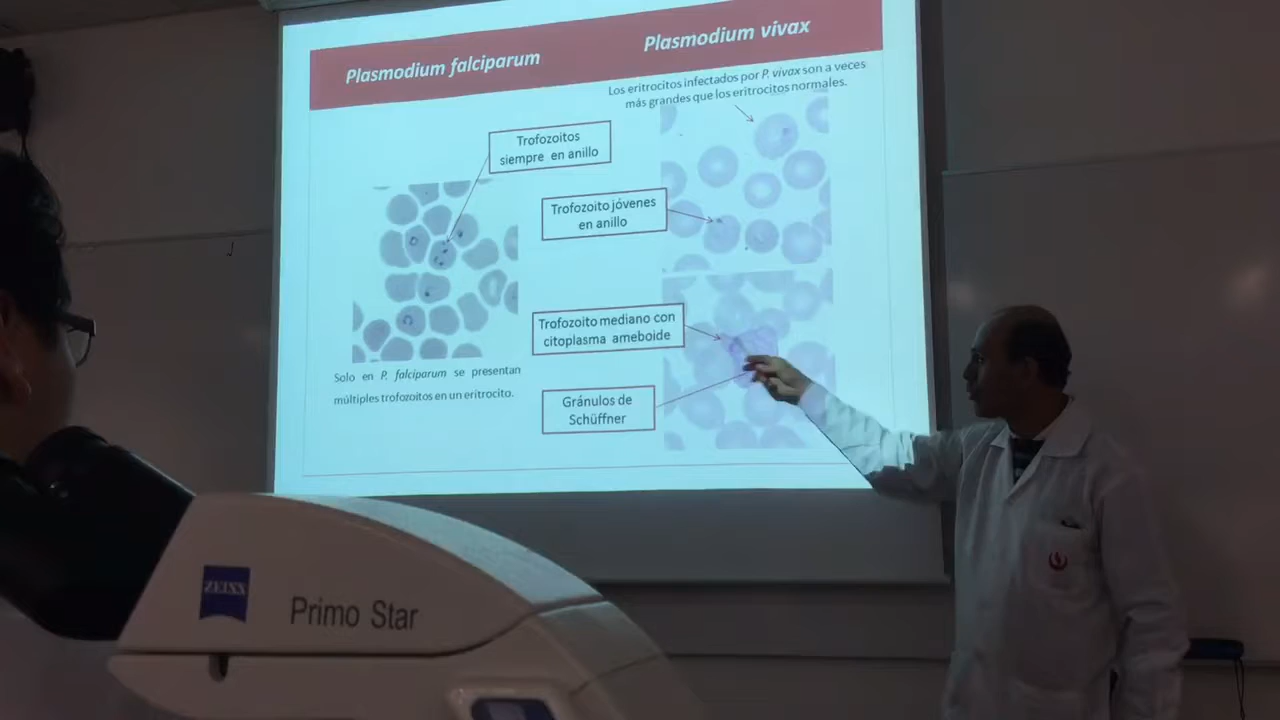 Plasmodium falciparum
Plasmodium vivax
Los eritrocitos infectados por P. vivax son a veces
más grandes que los eritrocitos normales.
Trofozoitos
siempre en anillo
Trofozoito jóvenes
en anillo
Trofozoito mediano con
citoplasma ameboide
Gránulos de
Schüffner
Solo en P. falciparum se presentan
múltiples trofozoitos en un eritrocito.
ZEISS
Primo Star